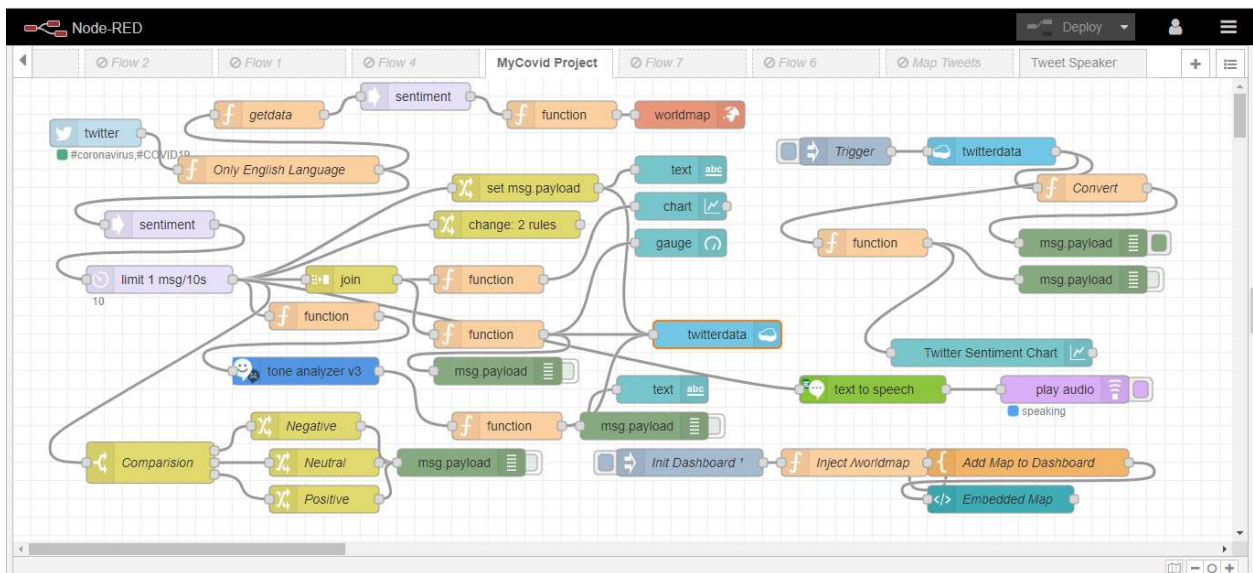 Node-RED
Deploy
Flow 2
Flow 1
Flow 4
MyCovid Project
Flow 7
Flow 6
Map Tweets
Tweet Speaker
sentiment
getdata
function
worldmap
twitter
#coronavirus,#COVID19
Only English Language
Trigger
twitterdata
text
abc
set msg.payload
Convert
chart
sentiment
change: 2 rules
gauge
function
msg.payload
limit 1 msg/10s
10
join
function
msg.payload
function
function
twitterdata
Twitter Sentiment Chart
tone analyzer v3
msg.payload
text
abc
text to speech
play audio
speaking
Negative
function
msg.payload
Comparision
Neutral
msg.payload
Init Dashboard ¹
Inject /worldmap
Add Map to Dashboard
Positive
Embedded Map